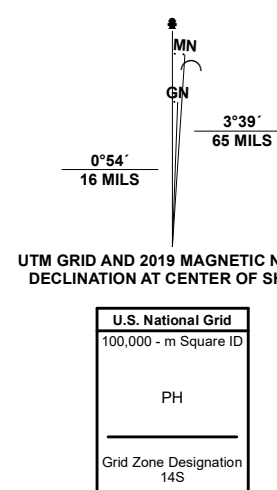 MN
GN
3°39´
65 MILS
0°54´
16 MILS
UTM GRID AND 2019 MAGNETIC N
DECLINATION AT CENTER OF SH
U.S. National Grid
100,000 - m Square ID
PH
Grid Zone Designation
14S